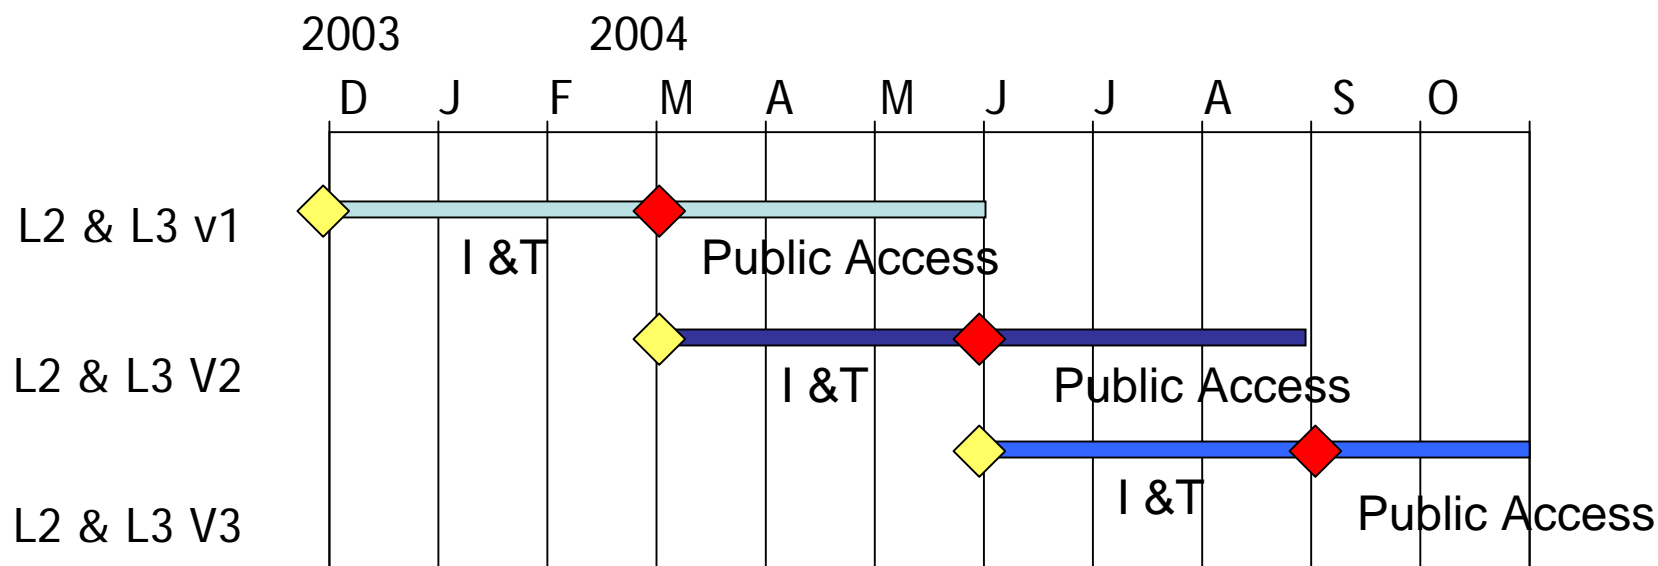 2003 2004
D J F M A M J J A S O
L2 & L3 v1
I &T Public Access
L2 & L3 V2
I &T Public Access
L2 & L3 V3
I &T Public Access